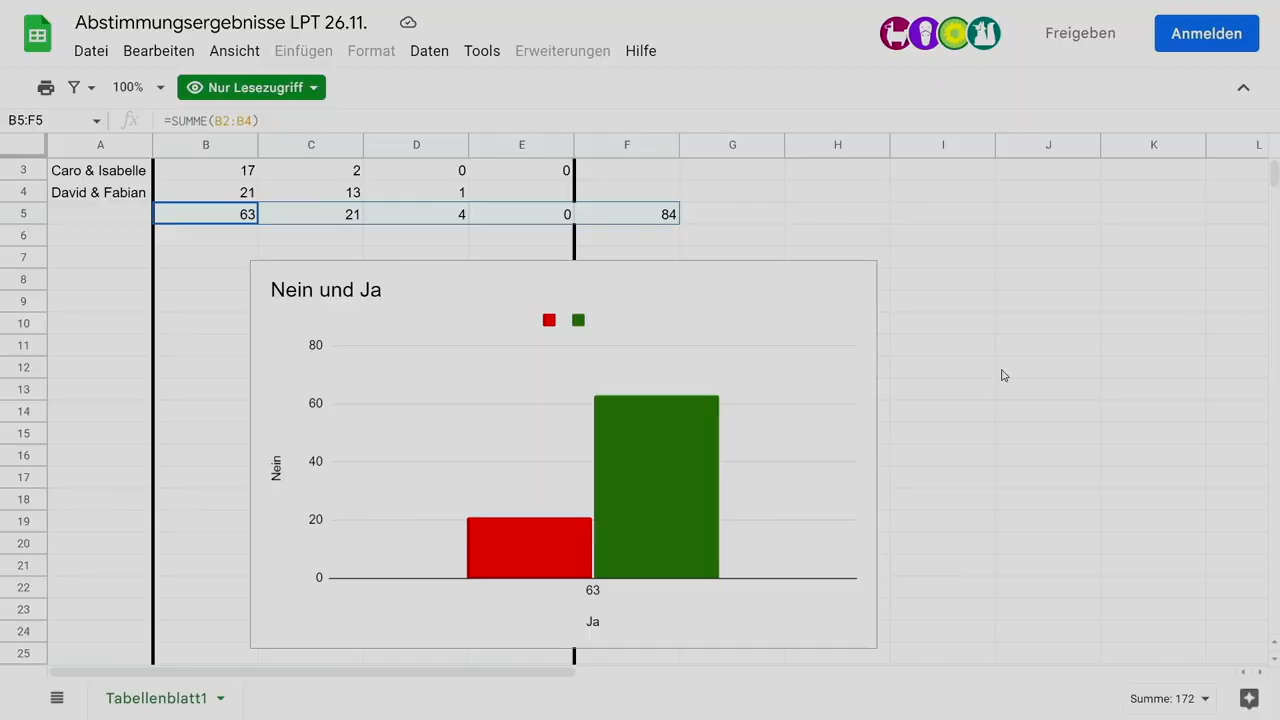 Abstimmungsergebnisse LPT 26.11.
Datei Bearbeiten Ansicht Einfügen Format Daten Tools Erweiterungen Hilfe
Freigeben Anmelden
100% Nur Lesezugriff
B5:F5 fx =SUMME(B2:B4)
A B C D E F G H I J K L
3 Caro & Isabelle 17 2 0 0
4 David & Fabian 21 13 1
5 63 21 4 0 84
6
7
8
9
10
11
12
13
14
15
16
17
18
19
20
21
22
23
24
25
Nein und Ja
80
60
40
20
0
Nein
63
Ja
Tabellenblatt1 Summe: 172